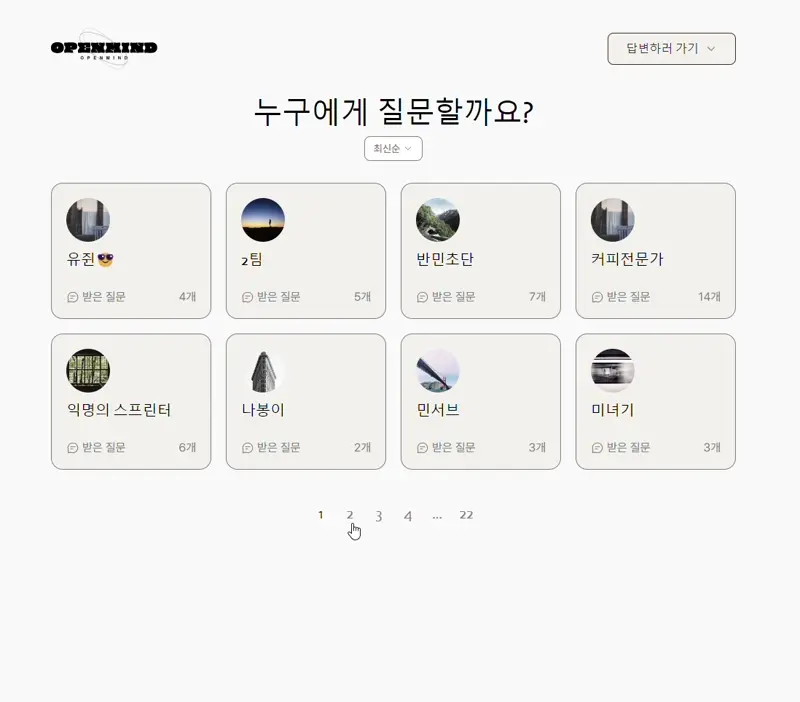 OPENMIND
OPENMIND
답변하러 가기
누구에게 질문할까요?
최신순
유쥔😎
2팀
반민초단
커피전문가
받은 질문 4개
받은 질문 5개
받은 질문 7개
받은 질문 14개
익명의 스프린터
나봉이
민서브
미녀기
받은 질문 6개
받은 질문 2개
받은 질문 3개
받은 질문 3개
1 2 3 4 ... 22